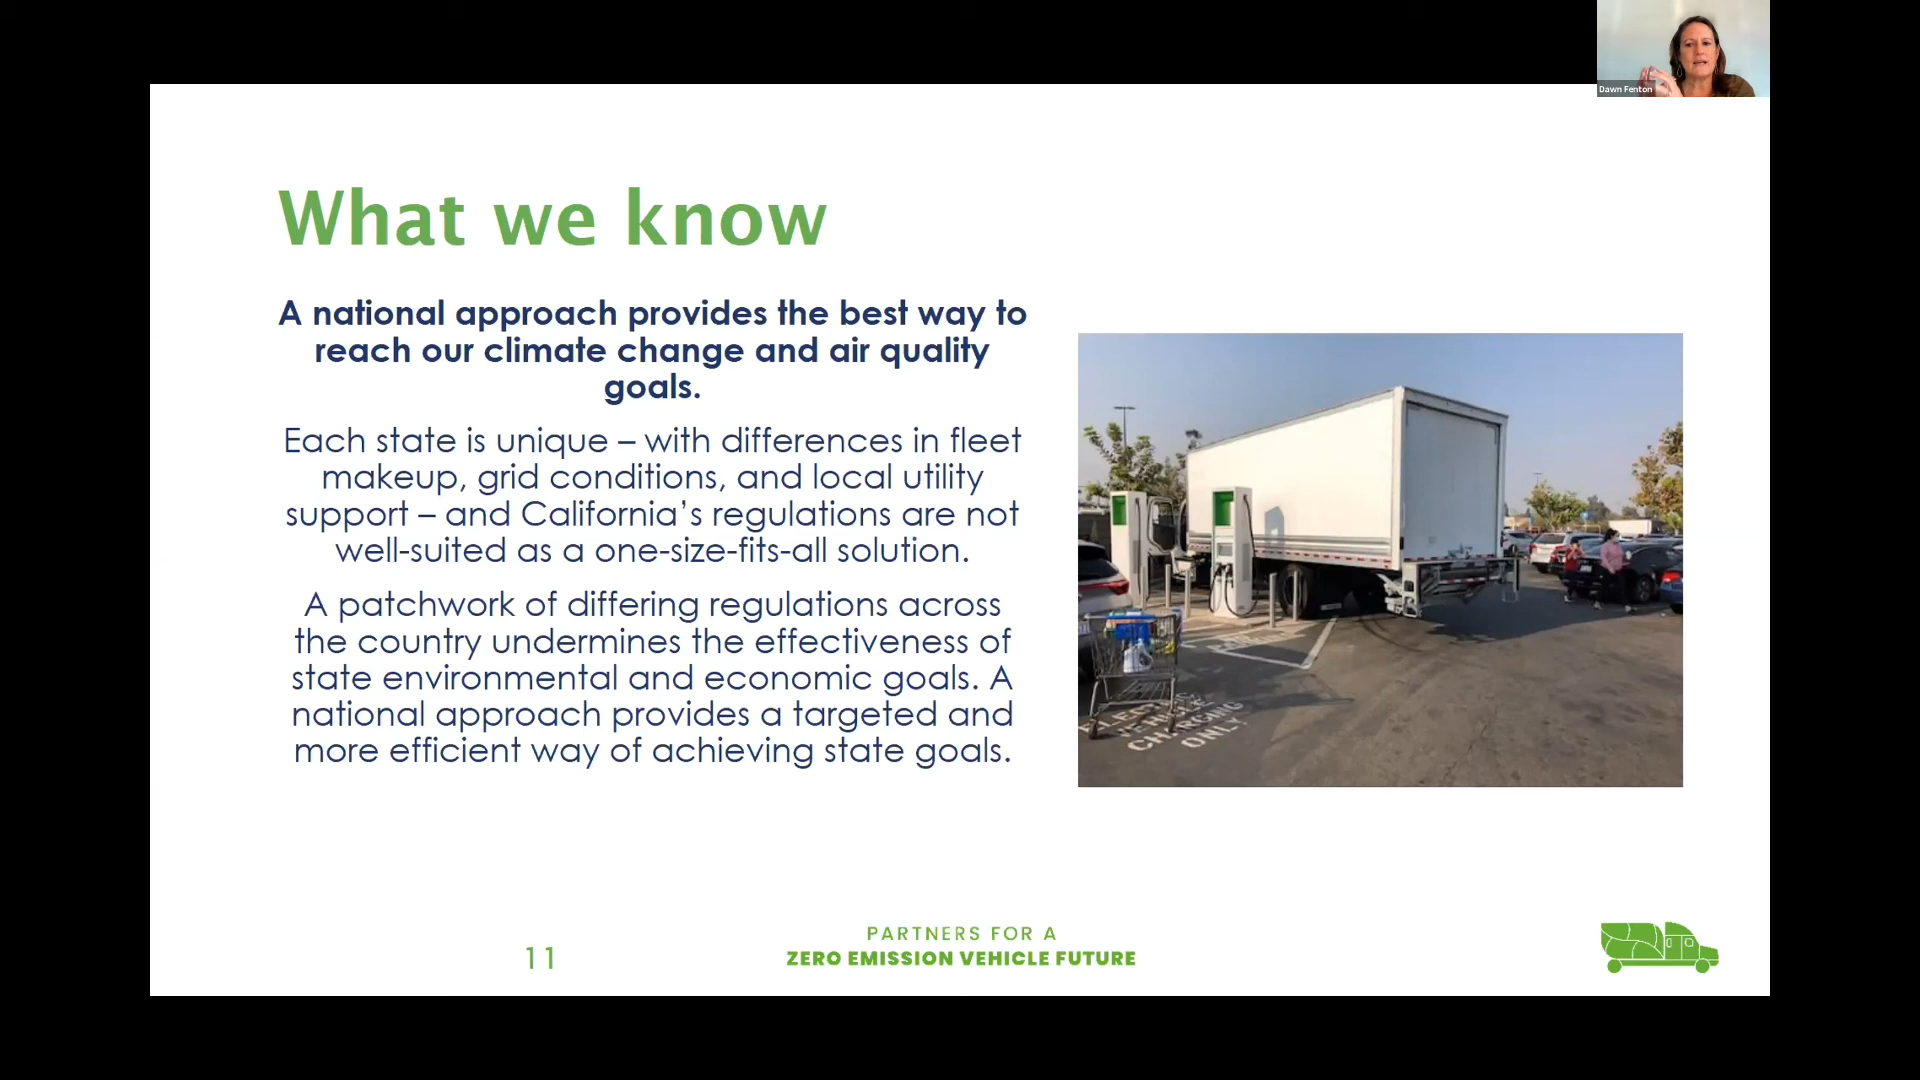 Dawn Fenton
What we know
A national approach provides the best way to
reach our climate change and air quality
goals.
Each state is unique – with differences in fleet
makeup, grid conditions, and local utility
support – and California’s regulations are not
well-suited as a one-size-fits-all solution.
A patchwork of differing regulations across
the country undermines the effectiveness of
state environmental and economic goals. A
national approach provides a targeted and
more efficient way of achieving state goals.
ELECTRIC
VEHICLE
CHARGING
ONLY
11
PARTNERS FOR A
ZERO EMISSION VEHICLE FUTURE